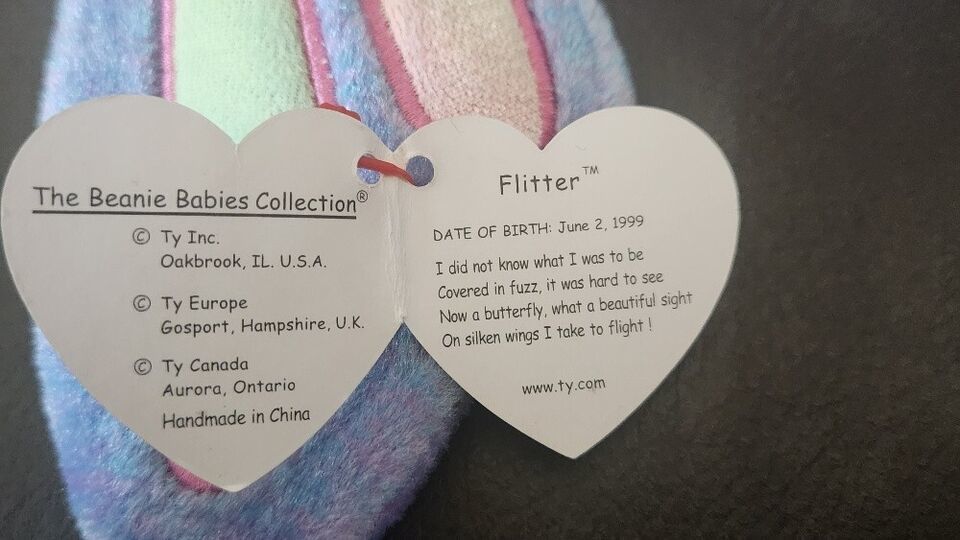 The Beanie Babies Collection®
© Ty Inc.
Oakbrook, IL. U.S.A.
© Ty Europe
Gosport, Hampshire, U.K.
© Ty Canada
Aurora, Ontario
Handmade in China
Flitter™
DATE OF BIRTH: June 2, 1999
I did not know what I was to be
Covered in fuzz, it was hard to see
Now a butterfly, what a beautiful sight
On silken wings I take to flight !
www.ty.com